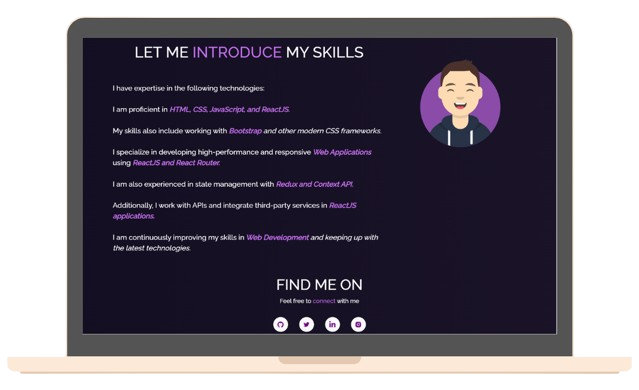 LET ME INTRODUCE MY SKILLS
I have expertise in the following technologies:
I am proficient in HTML, CSS, JavaScript, and ReactJS.
My skills also include working with Bootstrap and other modern CSS frameworks.
I specialize in developing high-performance and responsive Web Applications
using ReactJS and React Router.
I am also experienced in state management with Redux and Context API.
Additionally, I work with APIs and integrate third-party services in ReactJS
applications.
I am continuously improving my skills in Web Development and keeping up with
the latest technologies.
FIND ME ON
Feel free to connect with me